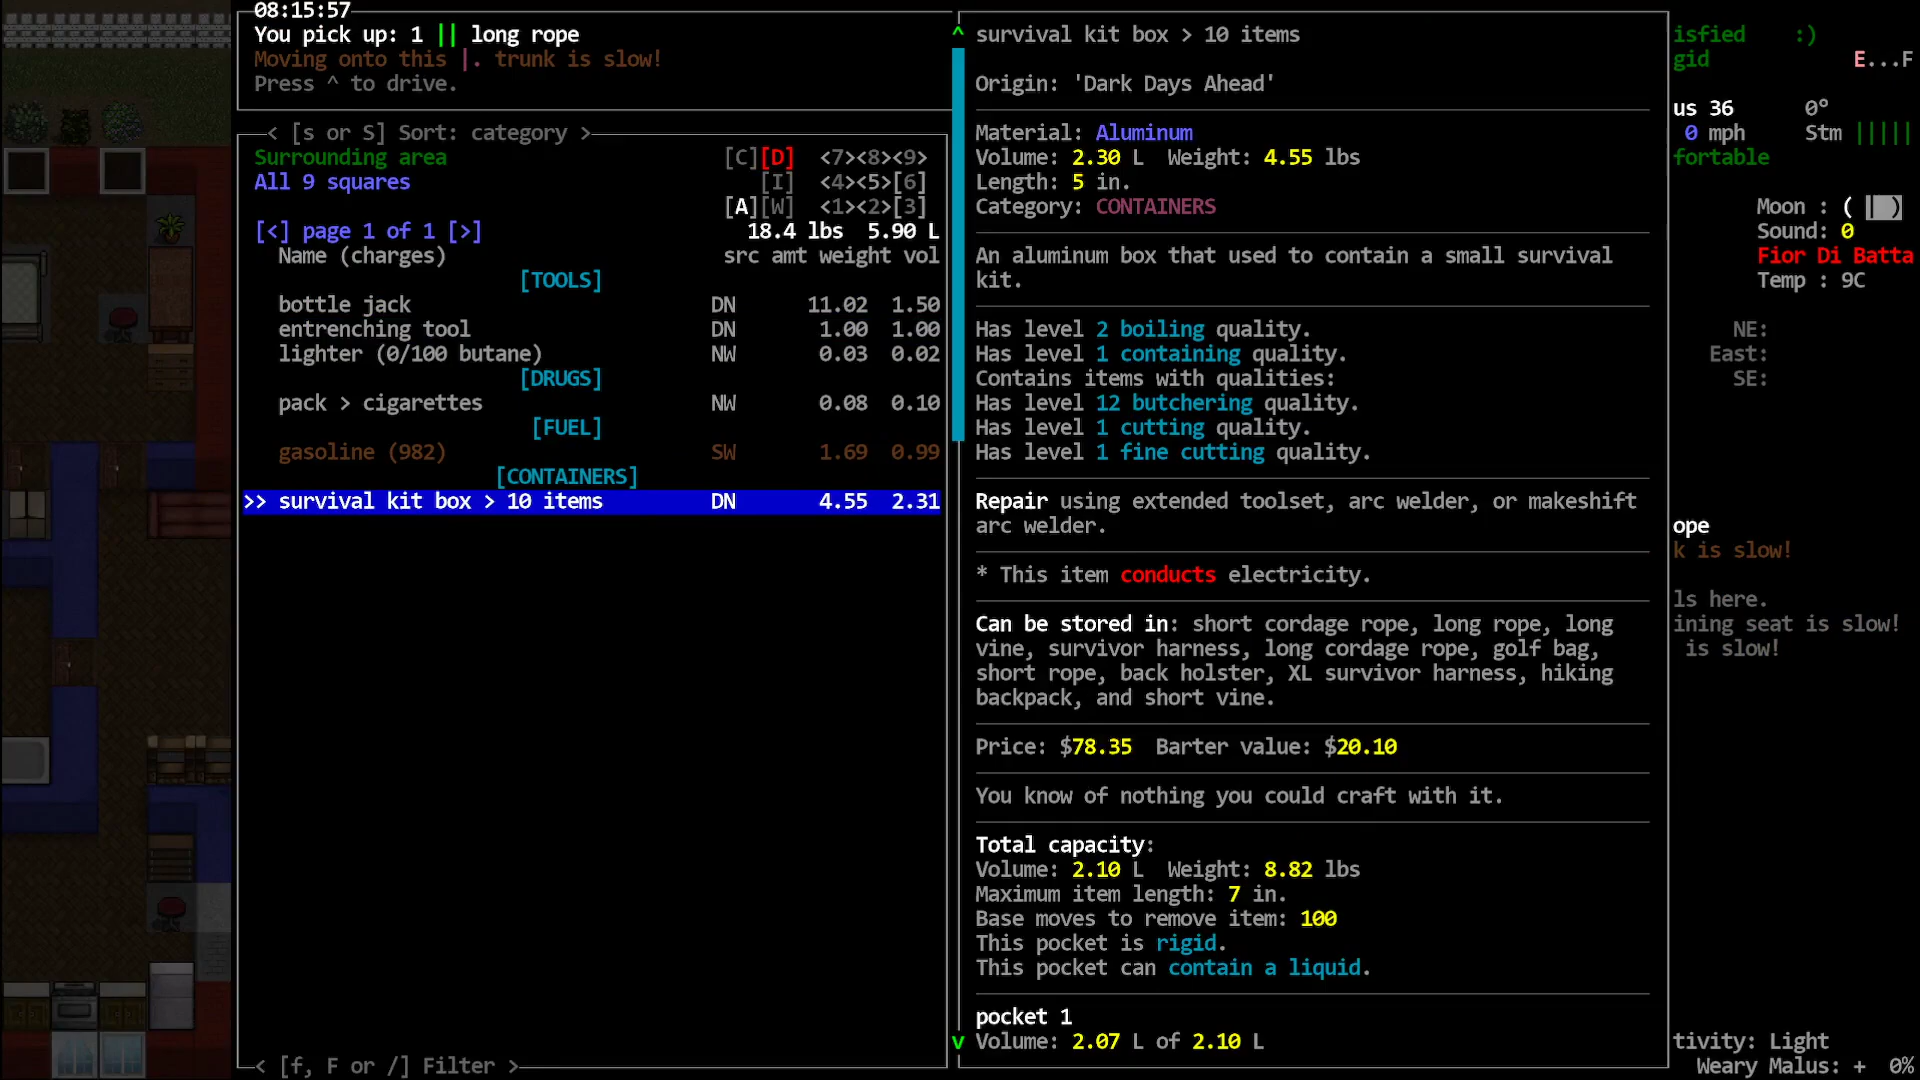 08:15:57
You pick up: 1 || long rope
Moving onto this |. trunk is slow!
Press ^ to drive.
< [s or S] Sort: category >
Surrounding area [C][D] <7><8><9>
All 9 squares [I] <4><5>[6]
[A][W] <1><2>[3]
[<] page 1 of 1 [>] 18.4 lbs 5.90 L
Name (charges) src amt weight vol
[TOOLS]
bottle jack DN 11.02 1.50
entrenching tool DN 1.00 1.00
lighter (0/100 butane) NW 0.03 0.02
[DRUGS]
pack > cigarettes NW 0.08 0.10
[FUEL]
gasoline (982) SW 1.69 0.99
[CONTAINERS]
>> survival kit box > 10 items DN 4.55 2.31
< [f, F or /] Filter >
^ survival kit box > 10 items
Origin: 'Dark Days Ahead'
Material: Aluminum
Volume: 2.30 L Weight: 4.55 lbs
Length: 5 in.
Category: CONTAINERS
An aluminum box that used to contain a small survival
kit.
Has level 2 boiling quality.
Has level 1 containing quality.
Contains items with qualities:
Has level 12 butchering quality.
Has level 1 cutting quality.
Has level 1 fine cutting quality.
Repair using extended toolset, arc welder, or makeshift
arc welder.
* This item conducts electricity.
Can be stored in: short cordage rope, long rope, long
vine, survivor harness, long cordage rope, golf bag,
short rope, back holster, XL survivor harness, hiking
backpack, and short vine.
Price: $78.35 Barter value: $20.10
You know of nothing you could craft with it.
Total capacity:
Volume: 2.10 L Weight: 8.82 lbs
Maximum item length: 7 in.
Base moves to remove item: 100
This pocket is rigid.
This pocket can contain a liquid.
pocket 1
v Volume: 2.07 L of 2.10 L
isfied :)
gid E...F
us 36 0°
0 mph Stm |||||
fortable
Moon : ( | )
Sound: 0
Fior Di Batta
Temp : 9C
NE:
East:
SE:
ope
k is slow!
ls here.
ining seat is slow!
is slow!
tivity: Light
Weary Malus: + 0%